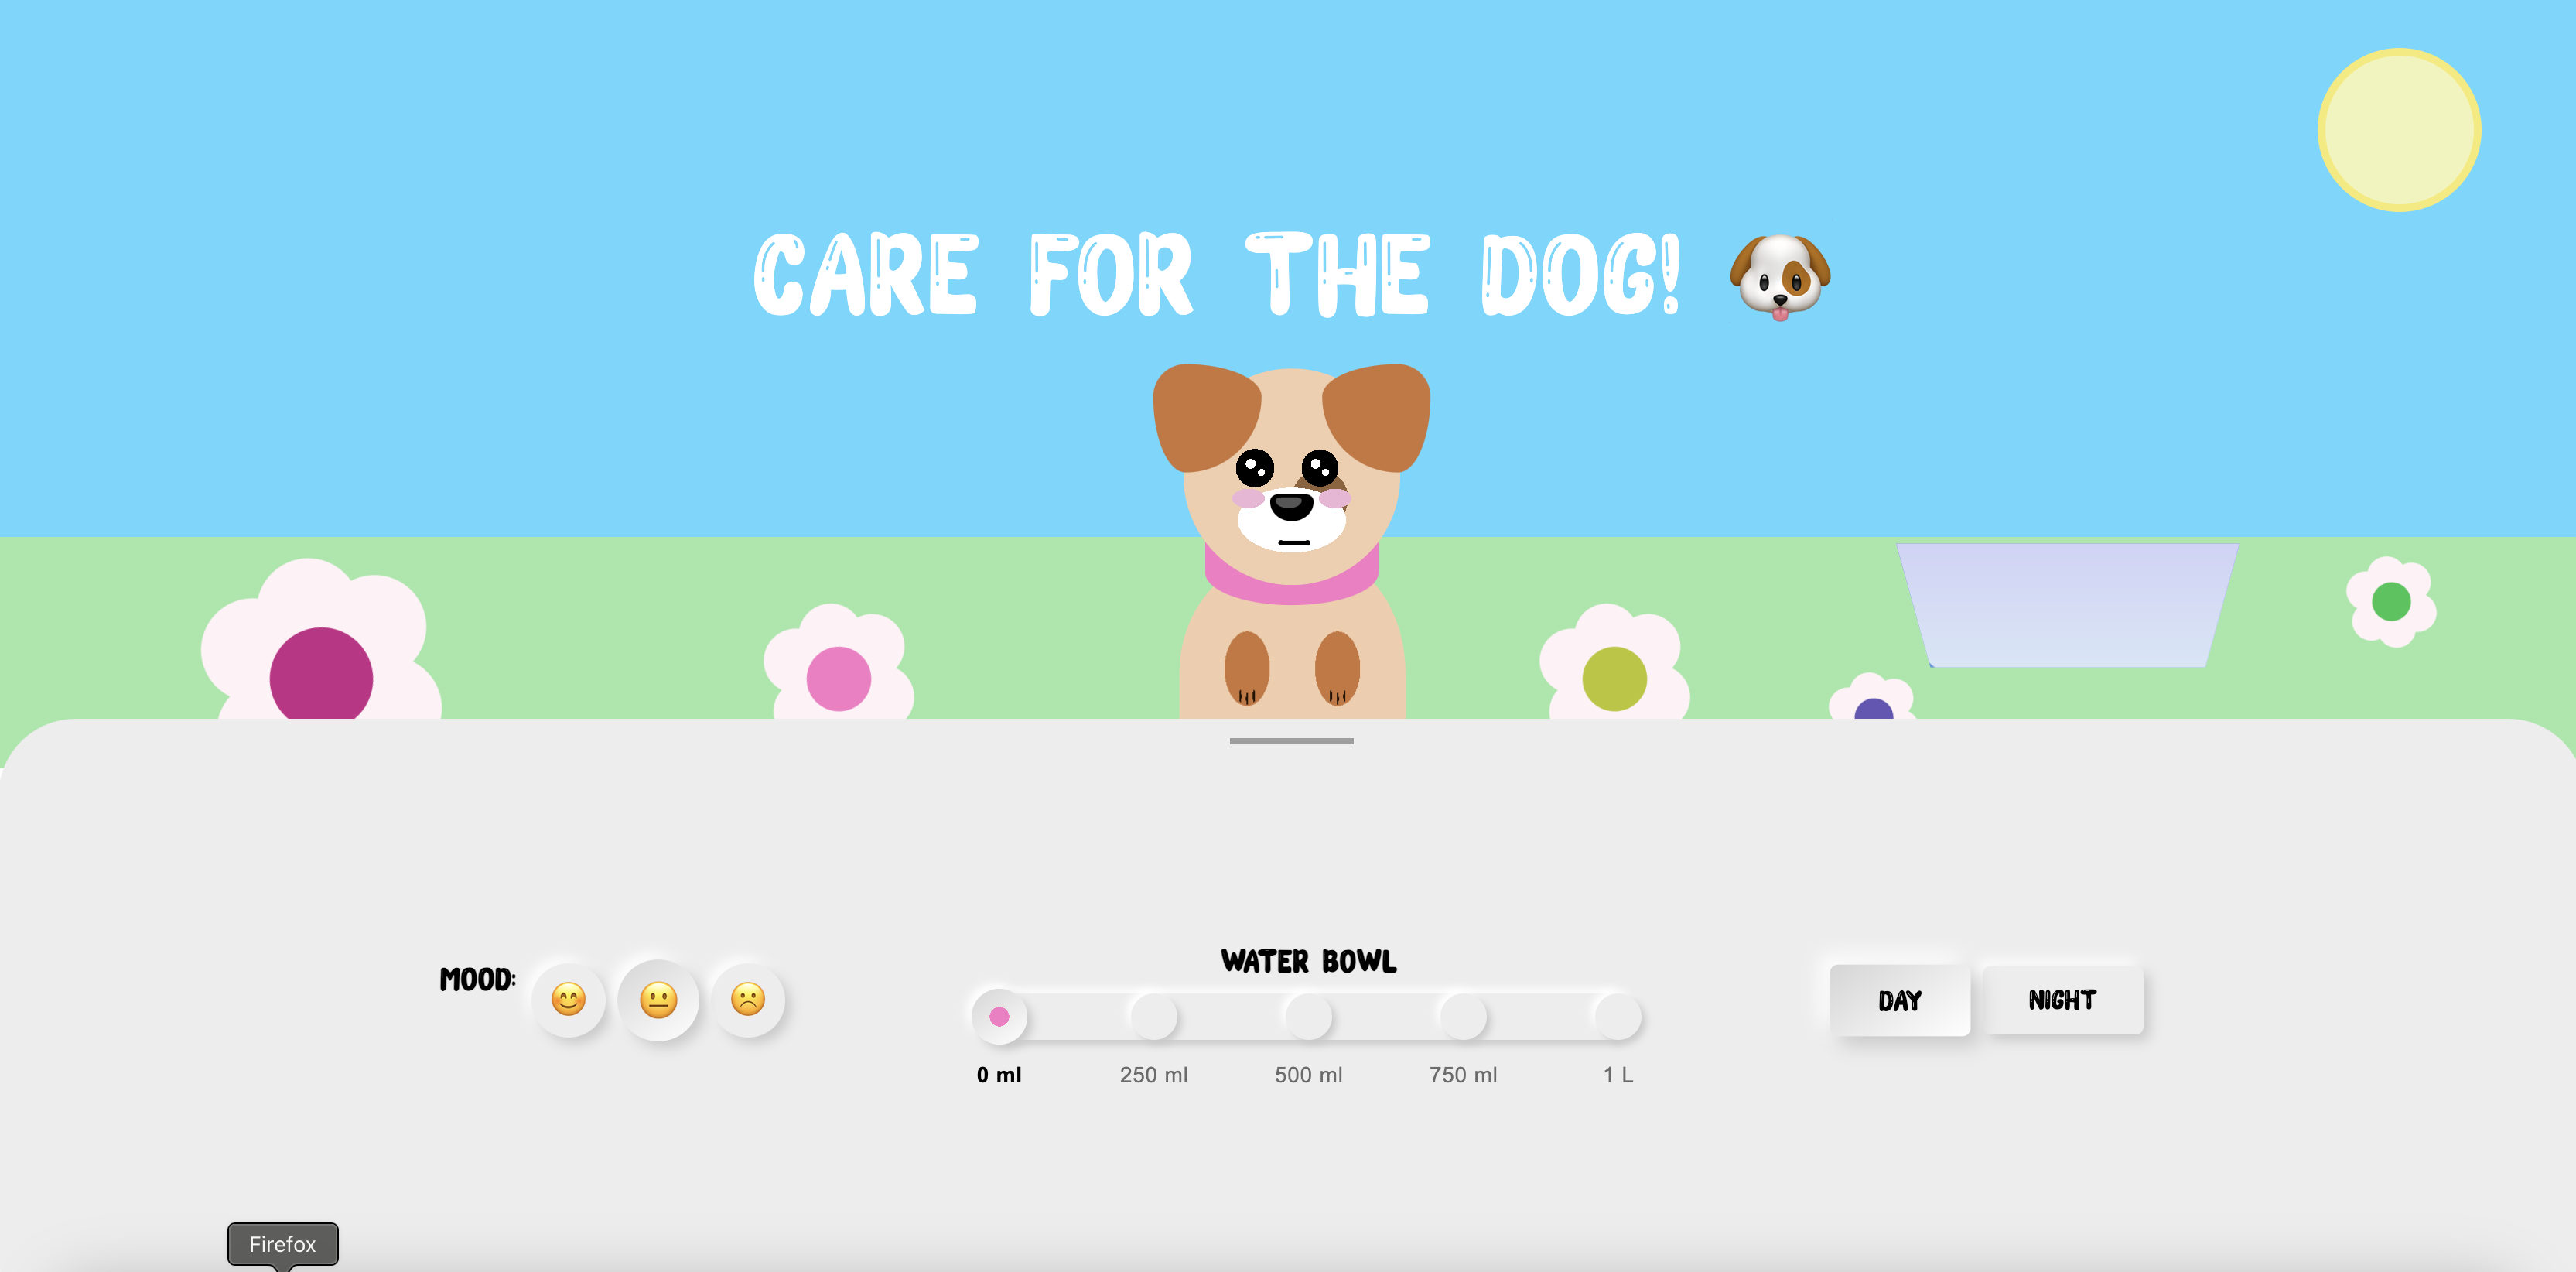 CARE FOR THE DOG! 🐶
MOOD: 😊 😐 🙁
WATER BOWL
0 ml 250 ml 500 ml 750 ml 1 L
DAY NIGHT
Firefox